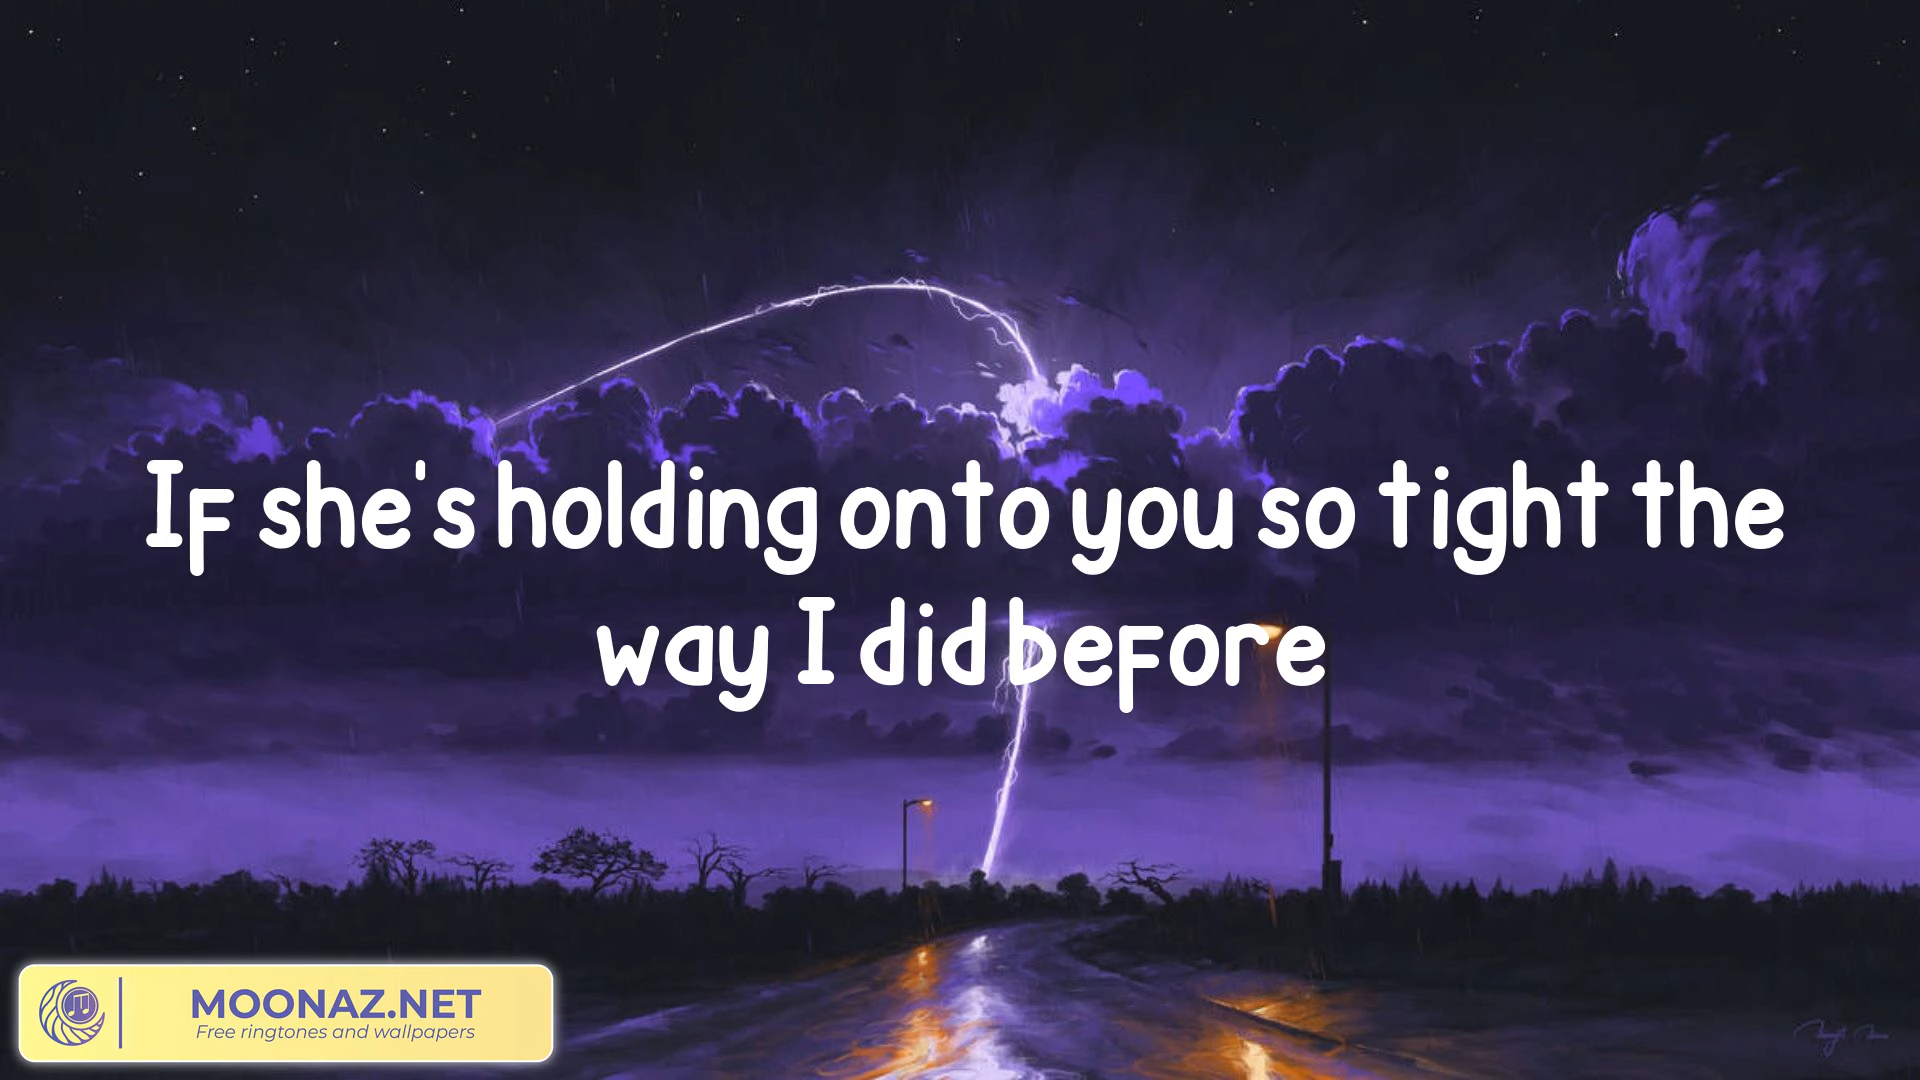 If she's holding onto you so tight the
way I did before
MOONAZ.NET
Free ringtones and wallpapers